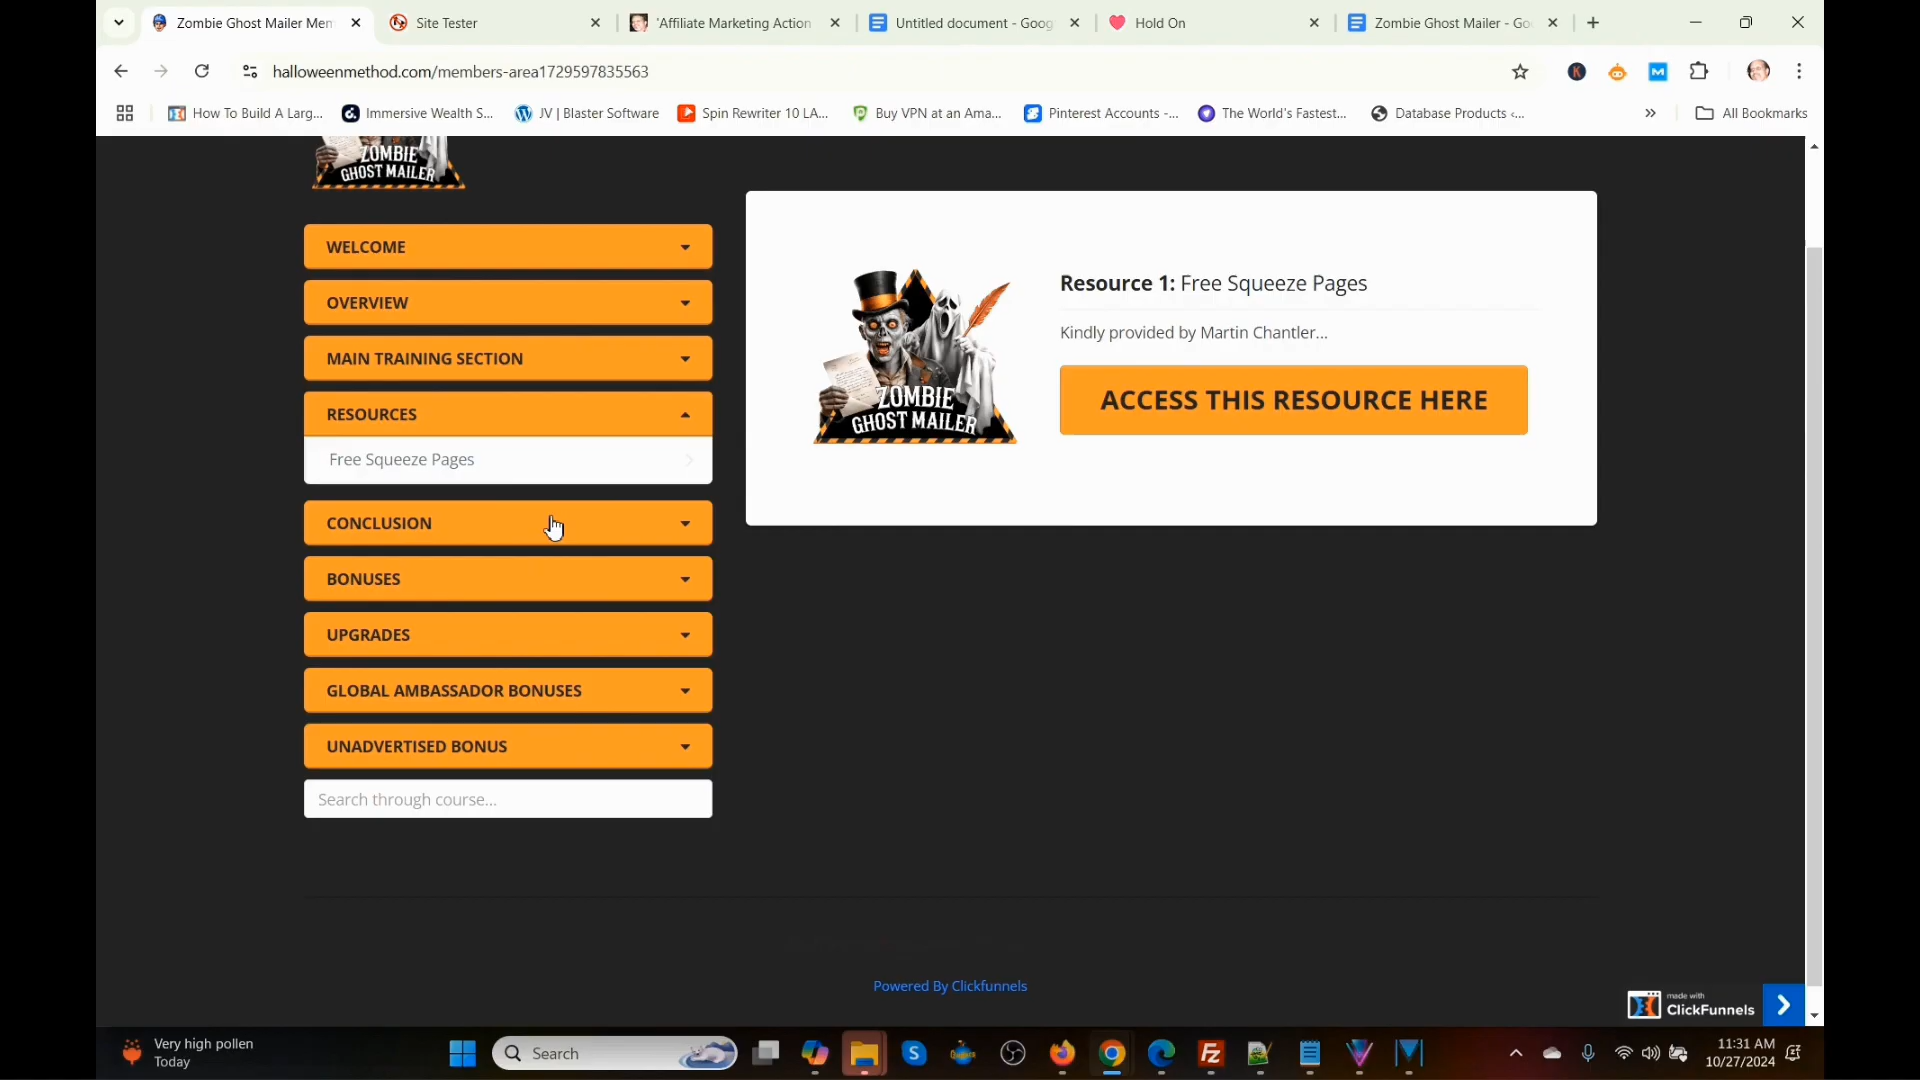 Zombie Ghost Mailer Mem
Site Tester
'Affiliate Marketing Action
Untitled document - Goog
Hold On
Zombie Ghost Mailer - Go
halloweenmethod.com/members-area1729597835563
How To Build A Larg...
Immersive Wealth S...
JV | Blaster Software
Spin Rewriter 10 LA...
Buy VPN at an Ama...
Pinterest Accounts -...
The World's Fastest...
Database Products ‹...
»
All Bookmarks
ZOMBIE
GHOST MAILER
WELCOME
OVERVIEW
MAIN TRAINING SECTION
RESOURCES
Free Squeeze Pages
CONCLUSION
BONUSES
UPGRADES
GLOBAL AMBASSADOR BONUSES
UNADVERTISED BONUS
Search through course...
ZOMBIE
GHOST MAILER
Resource 1: Free Squeeze Pages
Kindly provided by Martin Chantler...
ACCESS THIS RESOURCE HERE
Powered By Clickfunnels
made with
ClickFunnels
Very high pollen
Today
Search
11:31 AM
10/27/2024